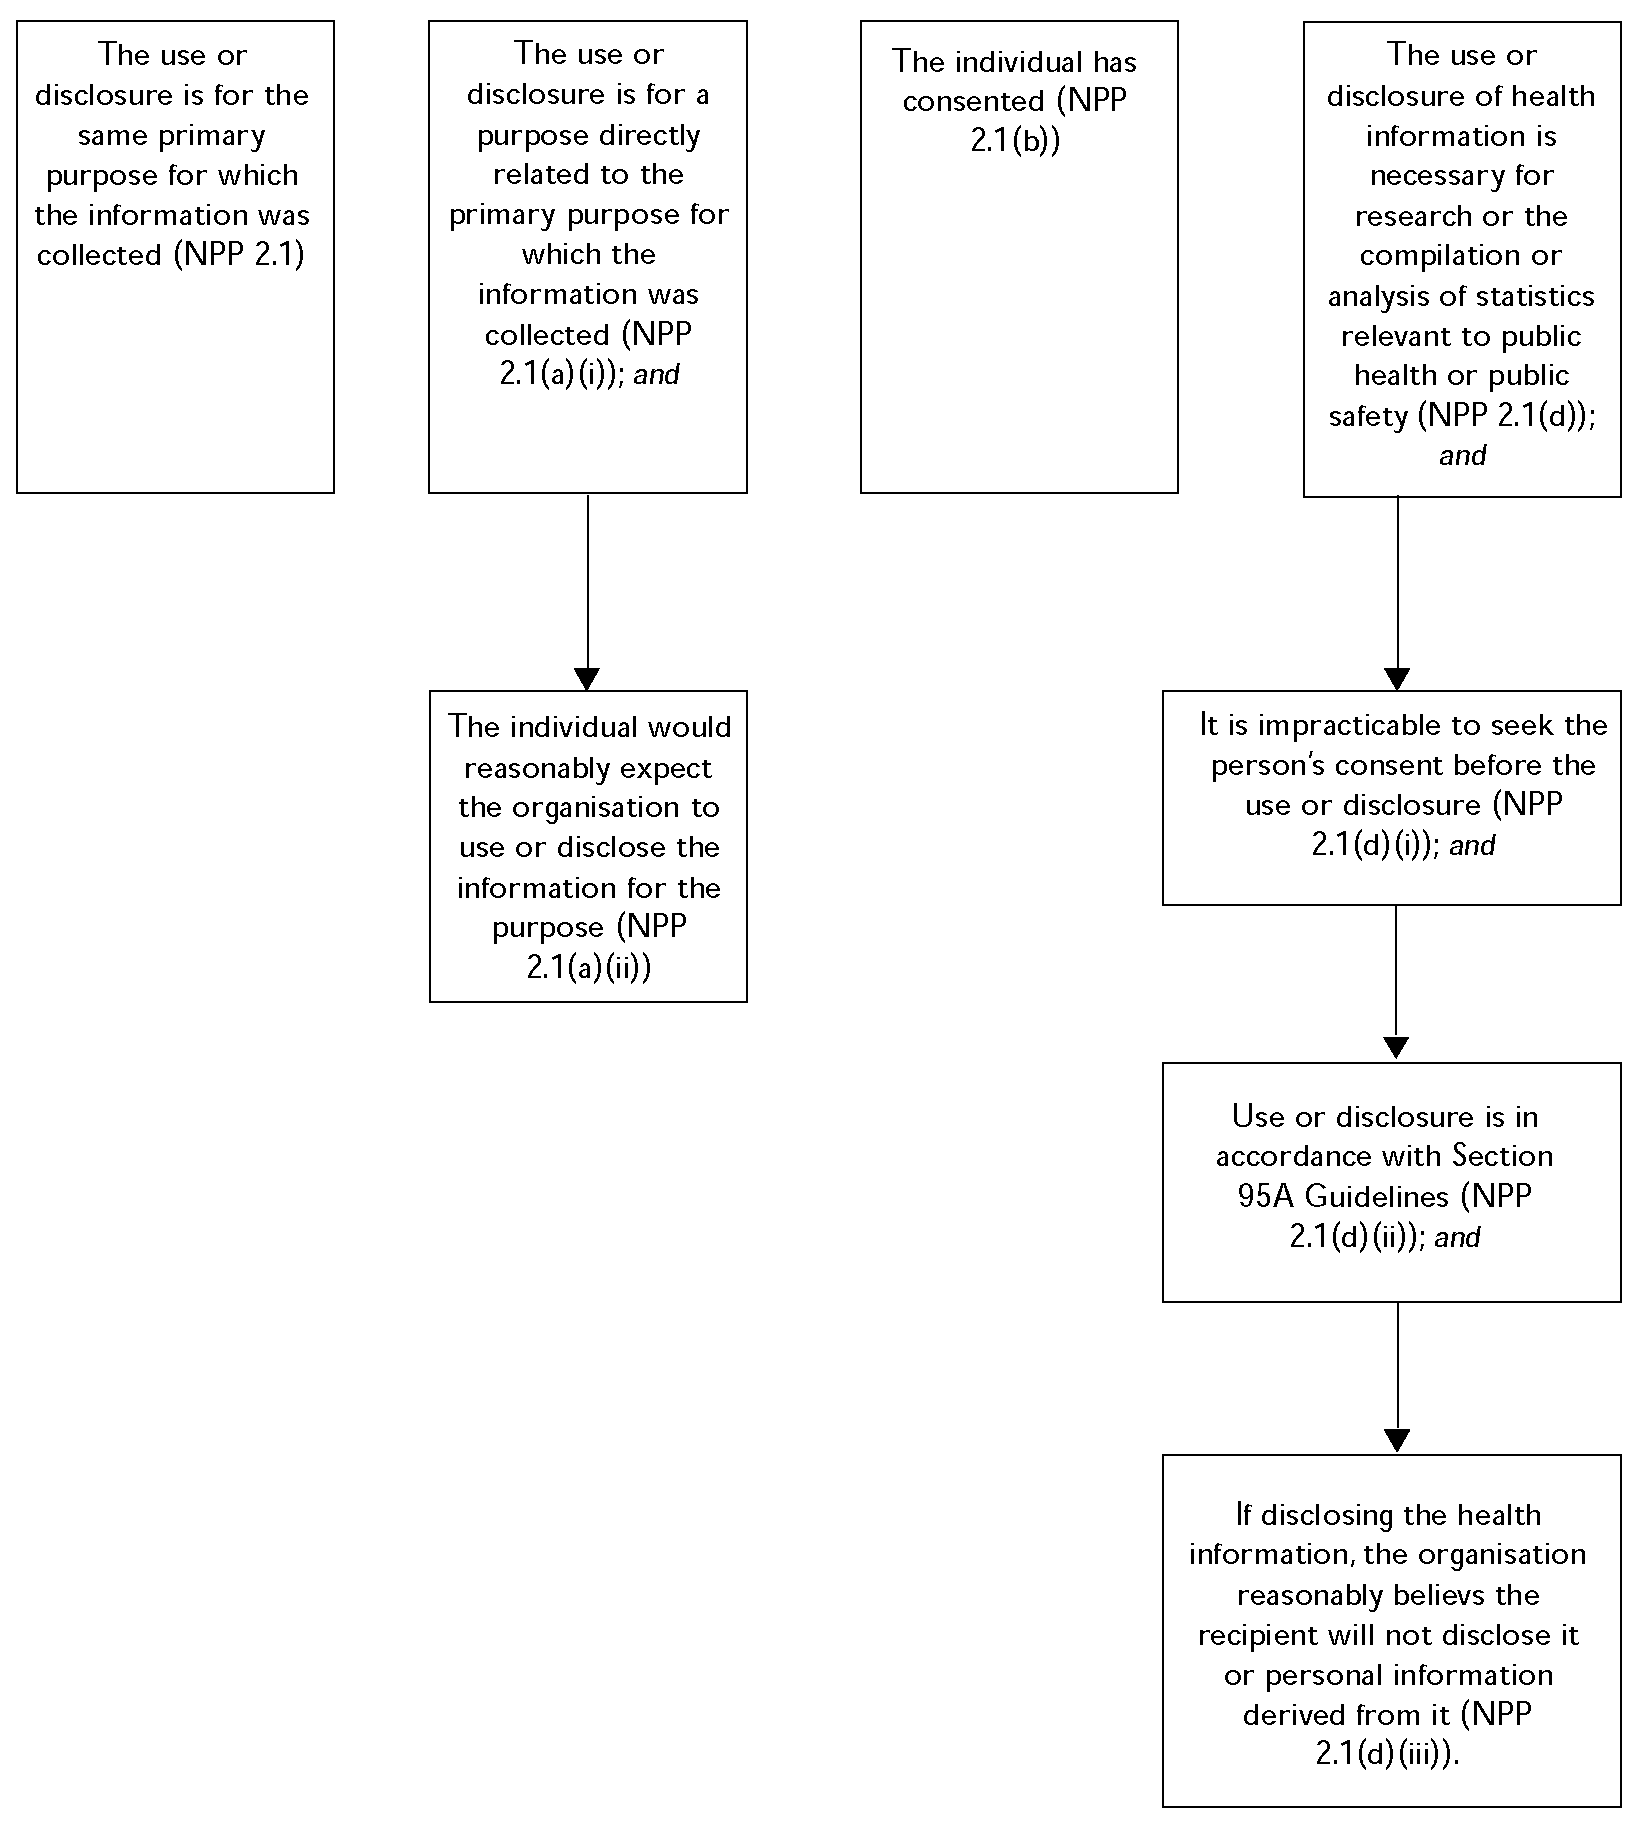 The use or
disclosure is for the
same primary
purpose for which
the information was
collected (NPP 2.1)
The use or
disclosure is for a
purpose directly
related to the
primary purpose for
which the
information was
collected (NPP
2.1(a)(i)); and
The individual has
consented (NPP
2.1(b))
The use or
disclosure of health
information is
necessary for
research or the
compilation or
analysis of statistics
relevant to public
health or public
safety (NPP 2.1(d));
and
The individual would
reasonably expect
the organisation to
use or disclose the
information for the
purpose (NPP
2.1(a)(ii))
It is impracticable to seek the
person's consent before the
use or disclosure (NPP
2.1(d)(i)); and
Use or disclosure is in
accordance with Section
95A Guidelines (NPP
2.1(d)(ii)); and
If disclosing the health
information, the organisation
reasonably believs the
recipient will not disclose it
or personal information
derived from it (NPP
2.1(d)(iii)).